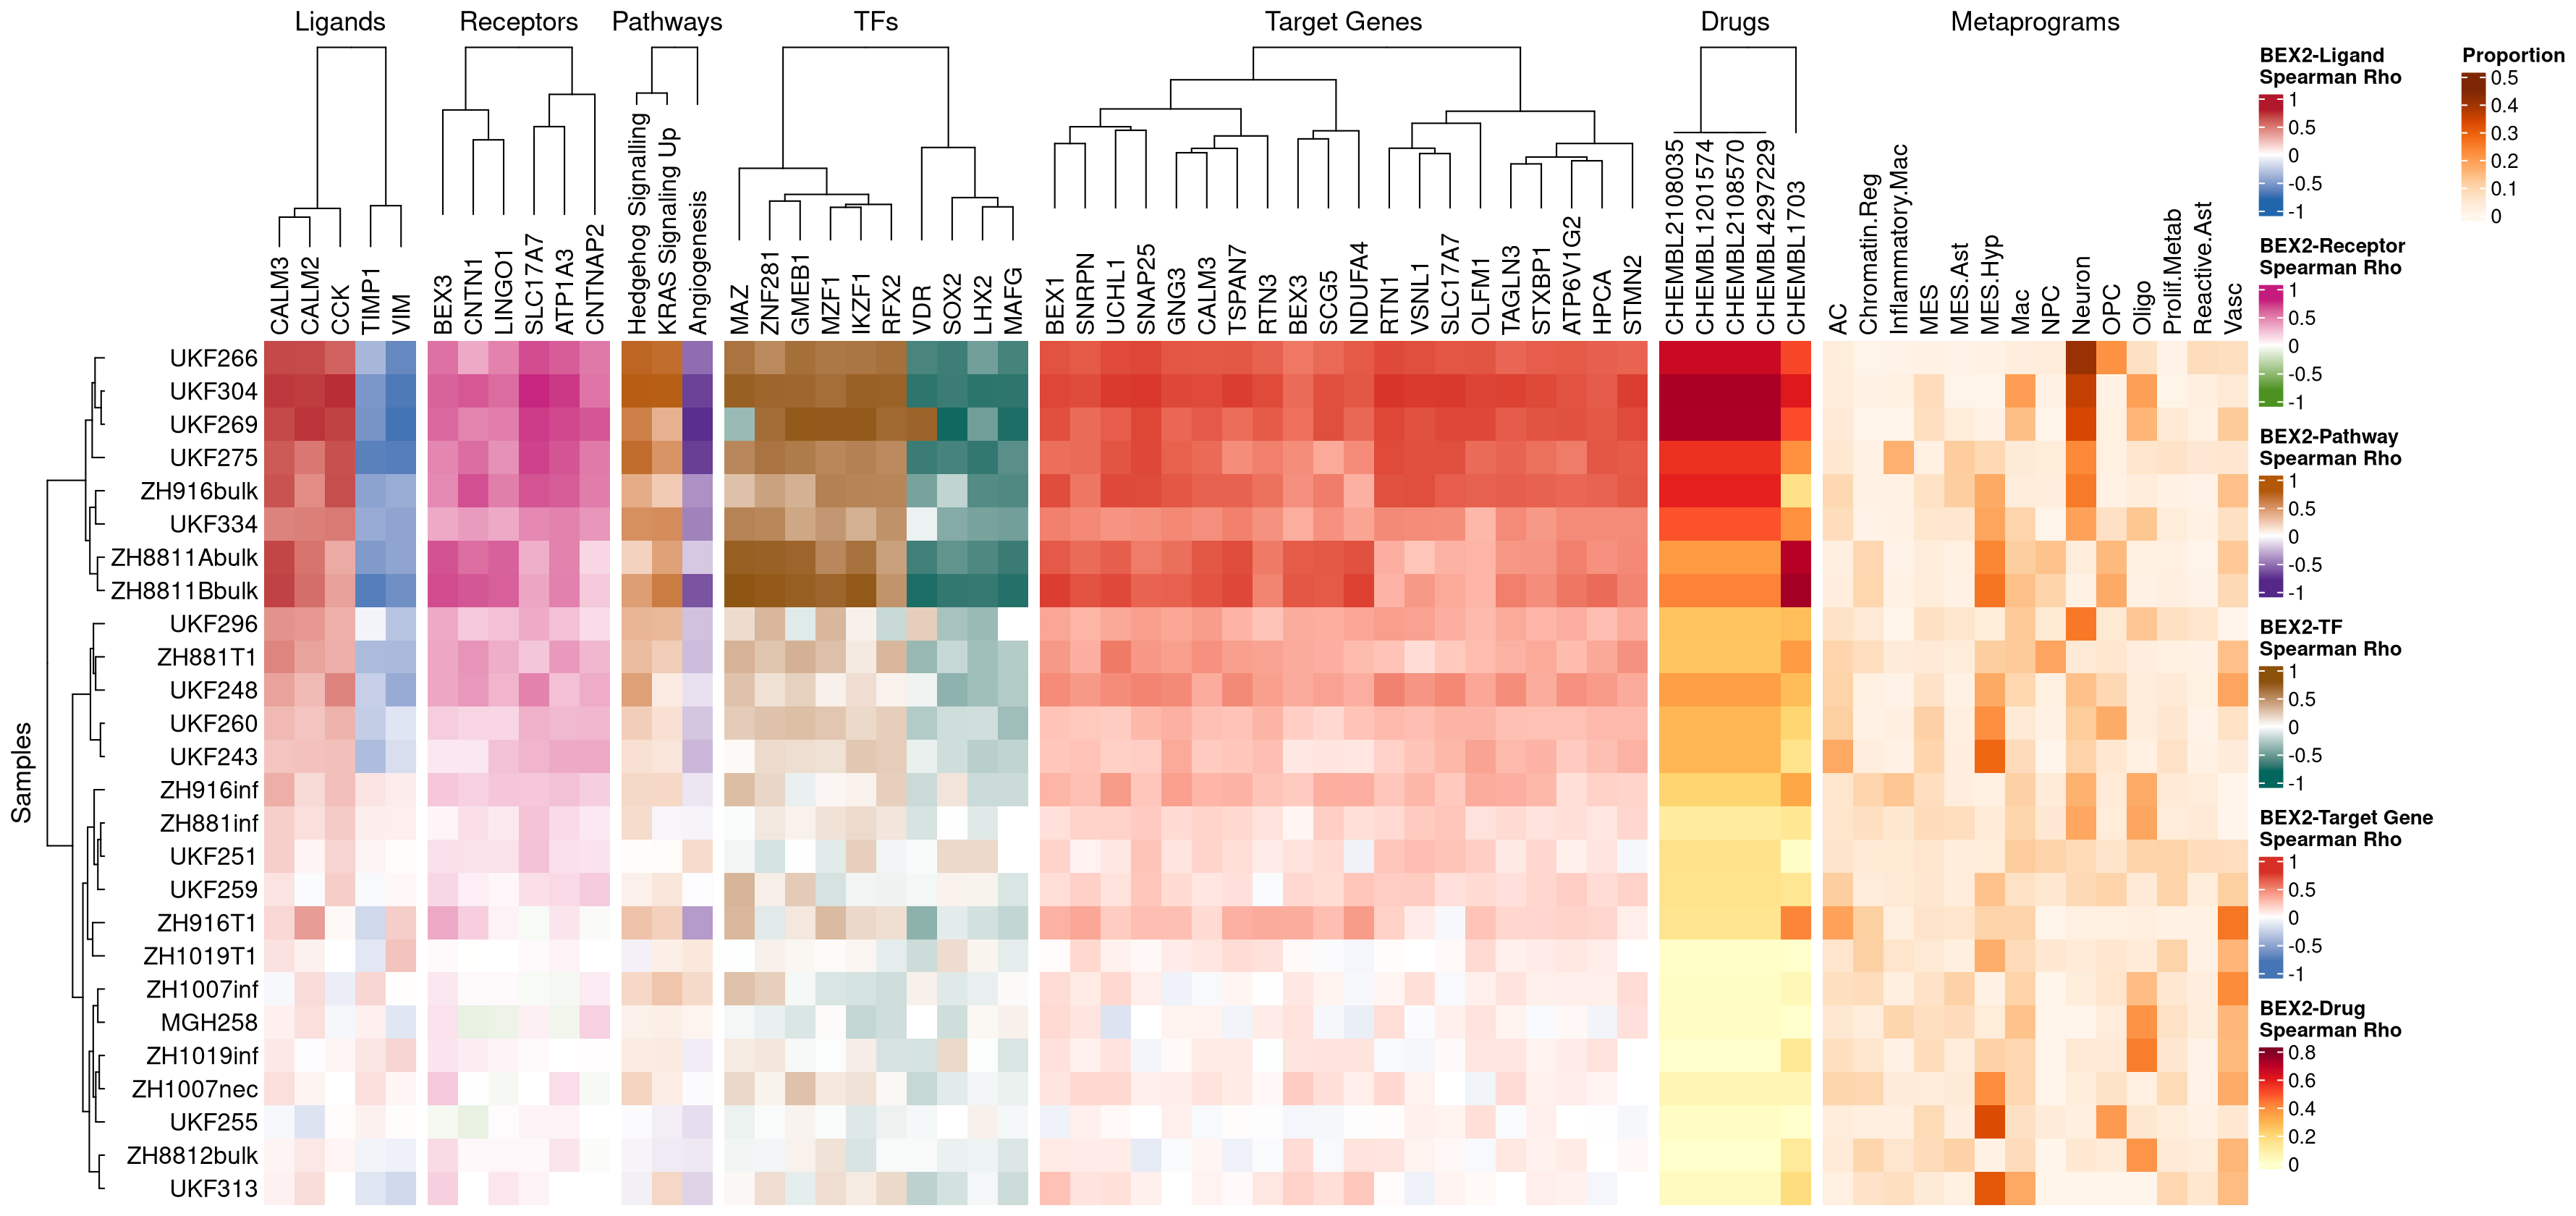 Ligands
Receptors
Pathways
TFs
Target Genes
Drugs
Metaprograms
CALM3
CALM2
CCK
TIMP1
VIM
BEX3
CNTN1
LINGO1
SLC17A7
ATP1A3
CNTNAP2
Hedgehog Signalling
KRAS Signaling Up
Angiogenesis
MAZ
ZNF281
GMEB1
MZF1
IKZF1
RFX2
VDR
SOX2
LHX2
MAFG
BEX1
SNRPN
UCHL1
SNAP25
GNG3
CALM3
TSPAN7
RTN3
BEX3
SCG5
NDUFA4
RTN1
VSNL1
SLC17A7
OLFM1
TAGLN3
STXBP1
ATP6V1G2
HPCA
STMN2
CHEMBL2108035
CHEMBL1201574
CHEMBL2108570
CHEMBL4297229
CHEMBL1703
AC
Chromatin.Reg
Inflammatory.Mac
MES
MES.Ast
MES.Hyp
Mac
NPC
Neuron
OPC
Oligo
Prolif.Metab
Reactive.Ast
Vasc
Samples
UKF266
UKF304
UKF269
UKF275
ZH916bulk
UKF334
ZH8811Abulk
ZH8811Bbulk
UKF296
ZH881T1
UKF248
UKF260
UKF243
ZH916inf
ZH881inf
UKF251
UKF259
ZH916T1
ZH1019T1
ZH1007inf
MGH258
ZH1019inf
ZH1007nec
UKF255
ZH8812bulk
UKF313
BEX2-Ligand
Spearman Rho
1
0.5
0
-0.5
-1
BEX2-Receptor
Spearman Rho
1
0.5
0
-0.5
-1
BEX2-Pathway
Spearman Rho
1
0.5
0
-0.5
-1
BEX2-TF
Spearman Rho
1
0.5
0
-0.5
-1
BEX2-Target Gene
Spearman Rho
1
0.5
0
-0.5
-1
BEX2-Drug
Spearman Rho
0.8
0.6
0.4
0.2
0
Proportion
0.5
0.4
0.3
0.2
0.1
0